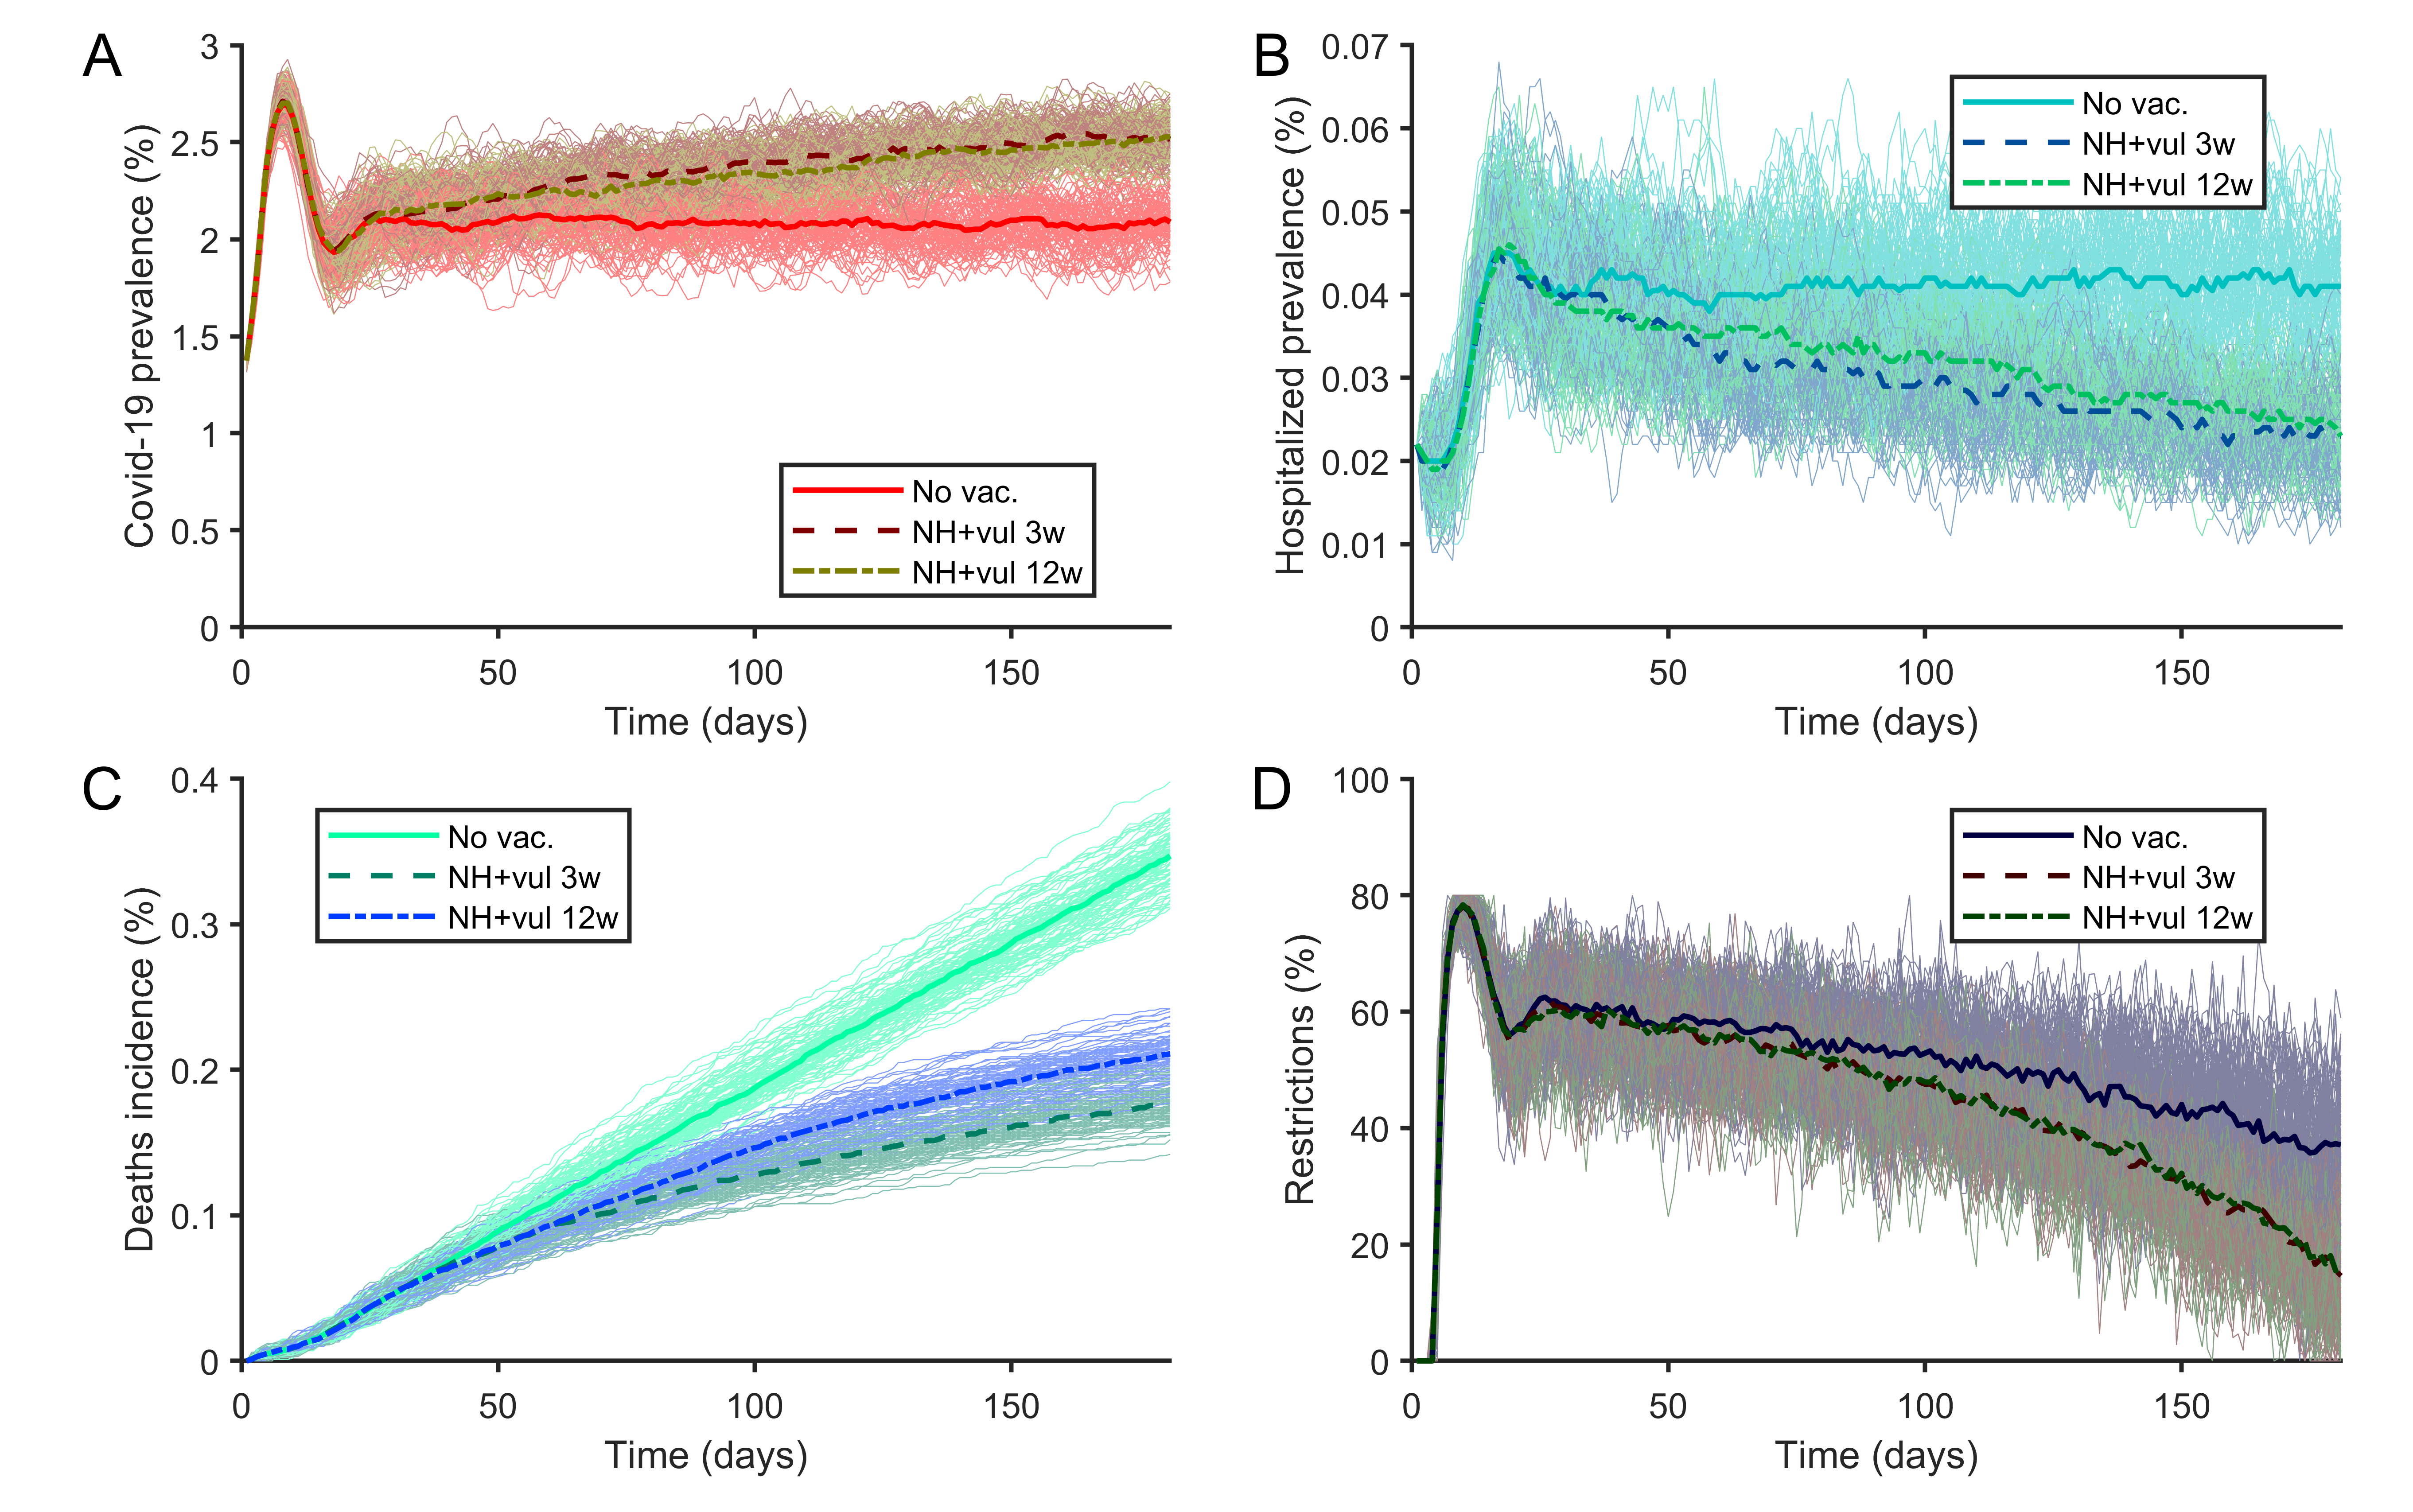 A
3
2.5
2
1.5
1
0.5
0
Covid-19 prevalence (%)
No vac.
NH+vul 3w
NH+vul 12w
0
50
100
150
Time (days)
B
0.07
0.06
0.05
0.04
0.03
0.02
0.01
0
Hospitalized prevalence (%)
No vac.
NH+vul 3w
NH+vul 12w
0
50
100
150
Time (days)
C
0.4
0.3
0.2
0.1
0
Deaths incidence (%)
No vac.
NH+vul 3w
NH+vul 12w
0
50
100
150
Time (days)
D
100
80
60
40
20
0
Restrictions (%)
No vac.
NH+vul 3w
NH+vul 12w
0
50
100
150
Time (days)